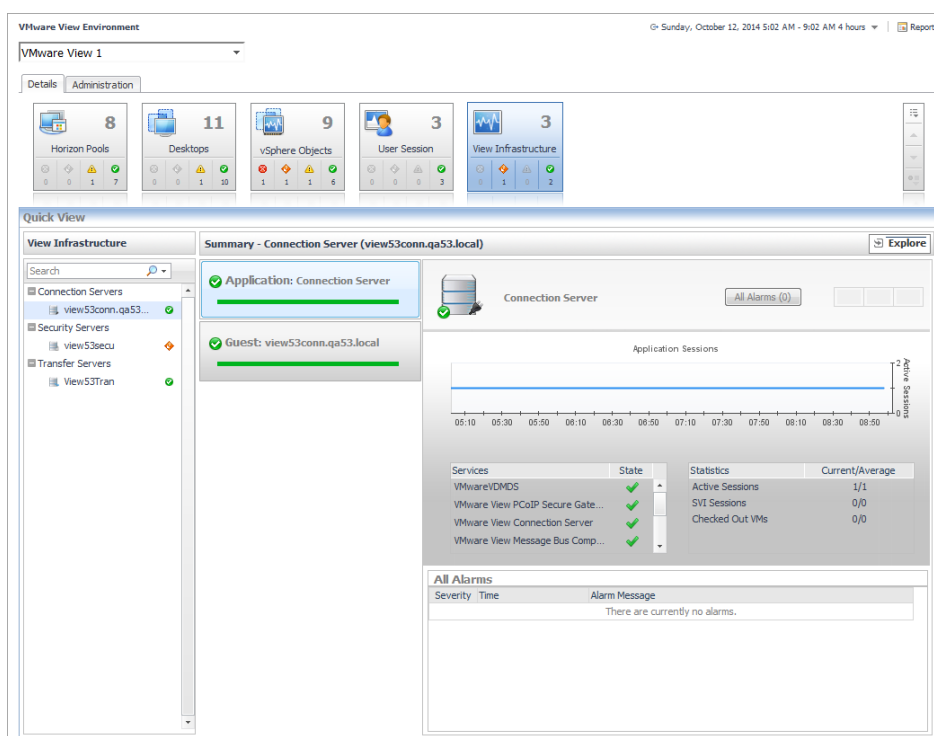 VMware View Environment
Sunday, October 12, 2014 5:02 AM - 9:02 AM 4 hours
Report
VMware View 1
Details
Administration
8
Horizon Pools
0 0 1 7
11
Desktops
0 0 1 10
9
vSphere Objects
1 1 1 6
3
User Session
0 0 0 3
3
View Infrastructure
0 1 0 2
Quick View
View Infrastructure
Summary - Connection Server (view53conn.qa53.local)
Explore
Search
Connection Servers
view53conn.qa53...
Security Servers
view53secu
Transfer Servers
View53Tran
Application: Connection Server
Guest: view53conn.qa53.local
Connection Server
All Alarms (0)
Application Sessions
2
0
Active Sessions
05:10 05:30 05:50 06:10 06:30 06:50 07:10 07:30 07:50 08:10 08:30 08:50
Services State
VMwareVDMDS
VMware View PCoIP Secure Gate...
VMware View Connection Server
VMware View Message Bus Comp...
Statistics Current/Average
Active Sessions 1/1
SVI Sessions 0/0
Checked Out VMs 0/0
All Alarms
Severity Time Alarm Message
There are currently no alarms.